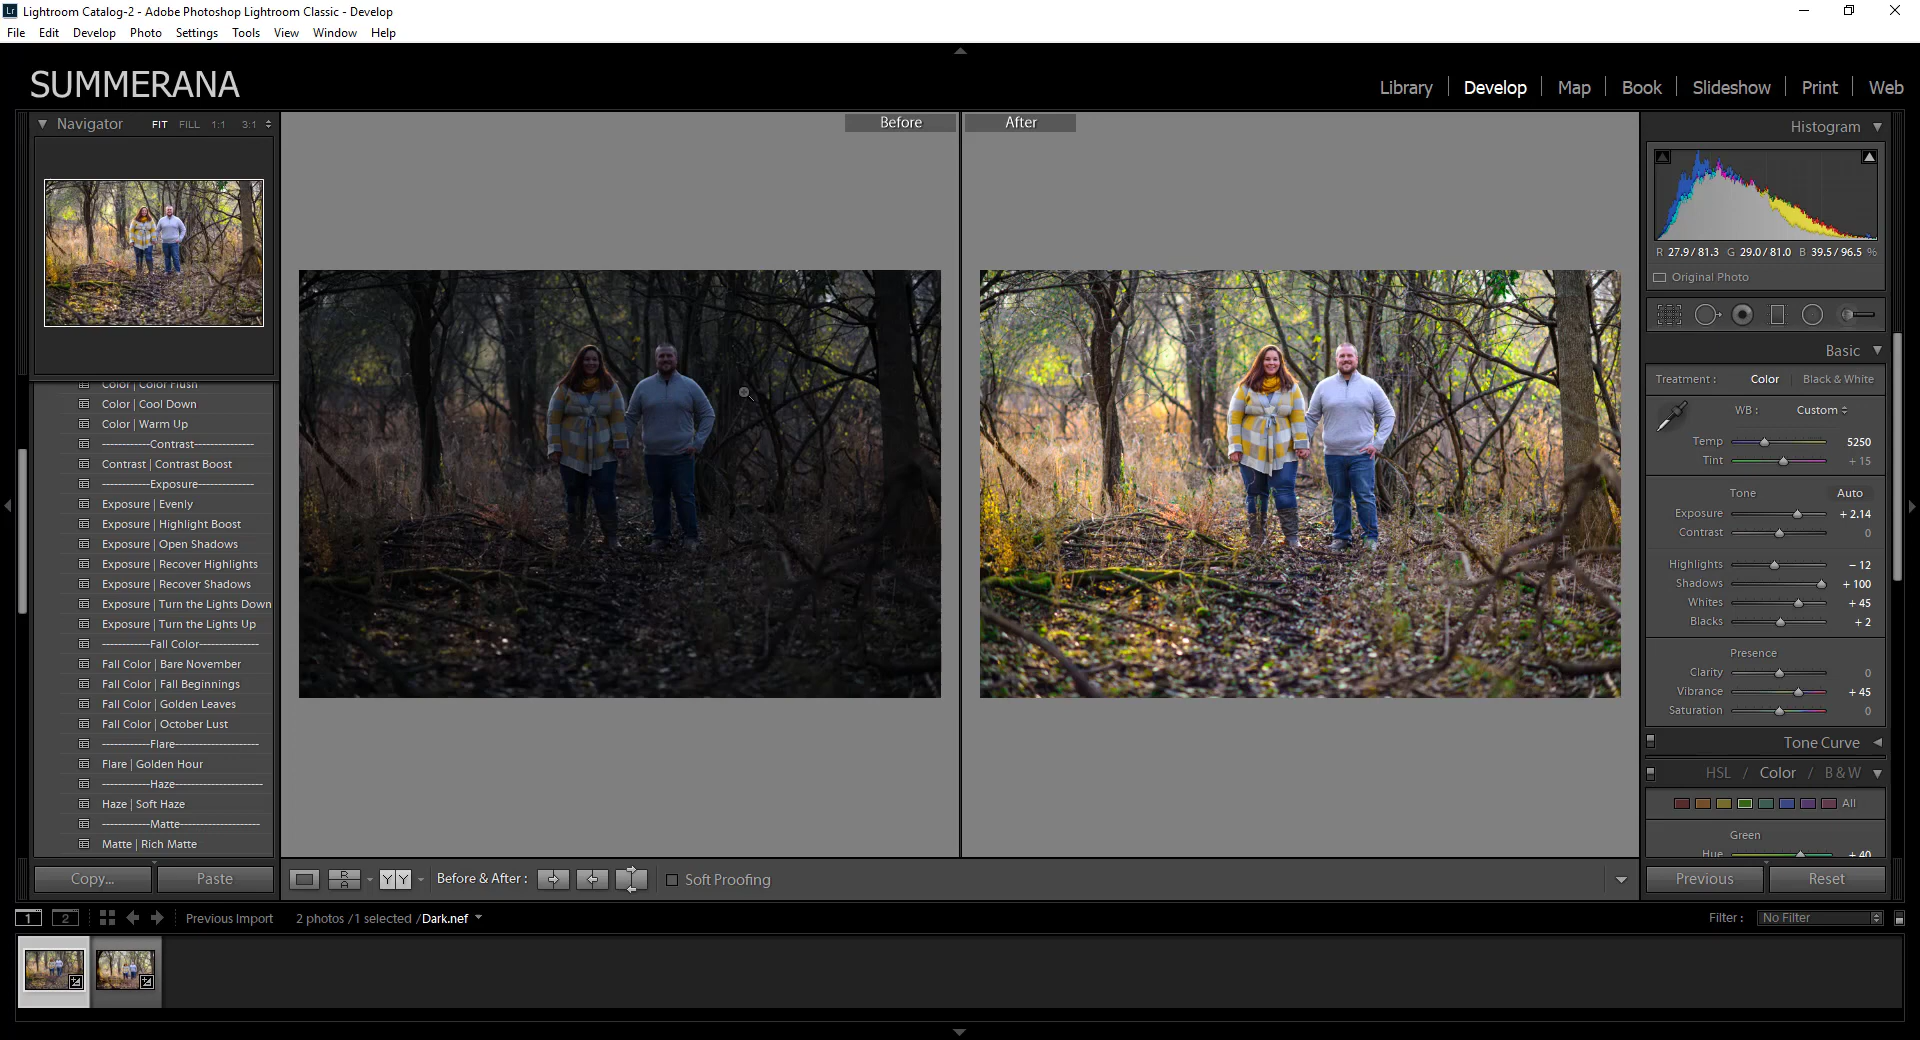 Lightroom Catalog-2 - Adobe Photoshop Lightroom Classic - Develop
File Edit Develop Photo Settings Tools View Window Help
SUMMERANA
Library | Develop | Map | Book | Slideshow | Print | Web
Navigator FIT FILL 1:1 3:1
Before
After
Histogram
R 27.9 / 81.3 G 29.0 / 81.0 B 39.5 / 96.5 %
Original Photo
Basic
Treatment : Color | Black & White
WB : Custom
Temp 5250
Tint + 15
Tone Auto
Exposure + 2.14
Contrast 0
Highlights – 12
Shadows + 100
Whites + 45
Blacks + 2
Presence
Clarity 0
Vibrance + 45
Saturation 0
Tone Curve
HSL / Color / B & W
All
Green
Hue + 40
Previous Reset
Color | Color Flush
Color | Cool Down
Color | Warm Up
------------Contrast---------------
Contrast | Contrast Boost
------------Exposure--------------
Exposure | Evenly
Exposure | Highlight Boost
Exposure | Open Shadows
Exposure | Recover Highlights
Exposure | Recover Shadows
Exposure | Turn the Lights Down
Exposure | Turn the Lights Up
------------Fall Color---------------
Fall Color | Bare November
Fall Color | Fall Beginnings
Fall Color | Golden Leaves
Fall Color | October Lust
------------Flare---------------------
Flare | Golden Hour
------------Haze----------------------
Haze | Soft Haze
------------Matte--------------------
Matte | Rich Matte
Copy... Paste
R A
Y Y
Before & After :
Soft Proofing
1 2 Previous Import 2 photos / 1 selected / Dark.nef
Filter : No Filter